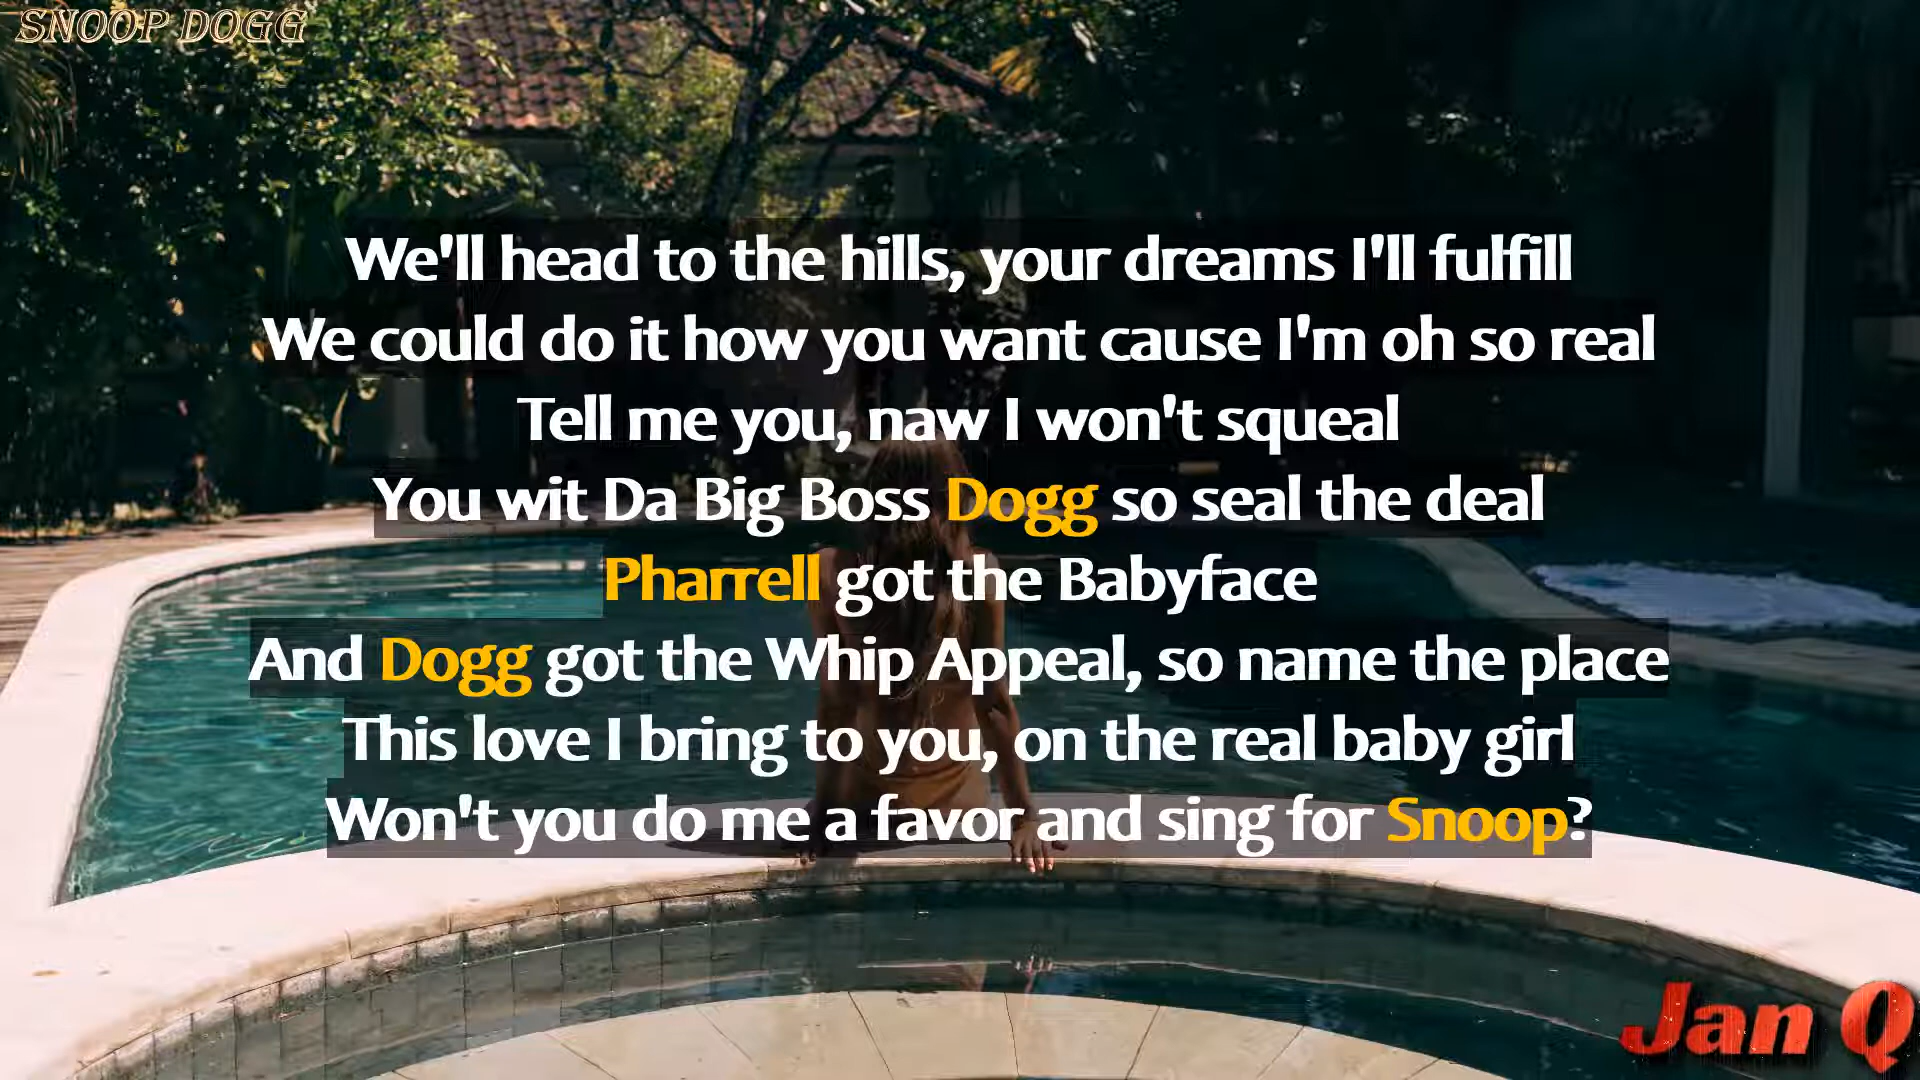 SNOOP DOGG
We'll head to the hills, your dreams I'll fulfill
We could do it how you want cause I'm oh so real
Tell me you, naw I won't squeal
You wit Da Big Boss Dogg so seal the deal
Pharrell got the Babyface
And Dogg got the Whip Appeal, so name the place
This love I bring to you, on the real baby girl
Won't you do me a favor and sing for Snoop?
Jan Q